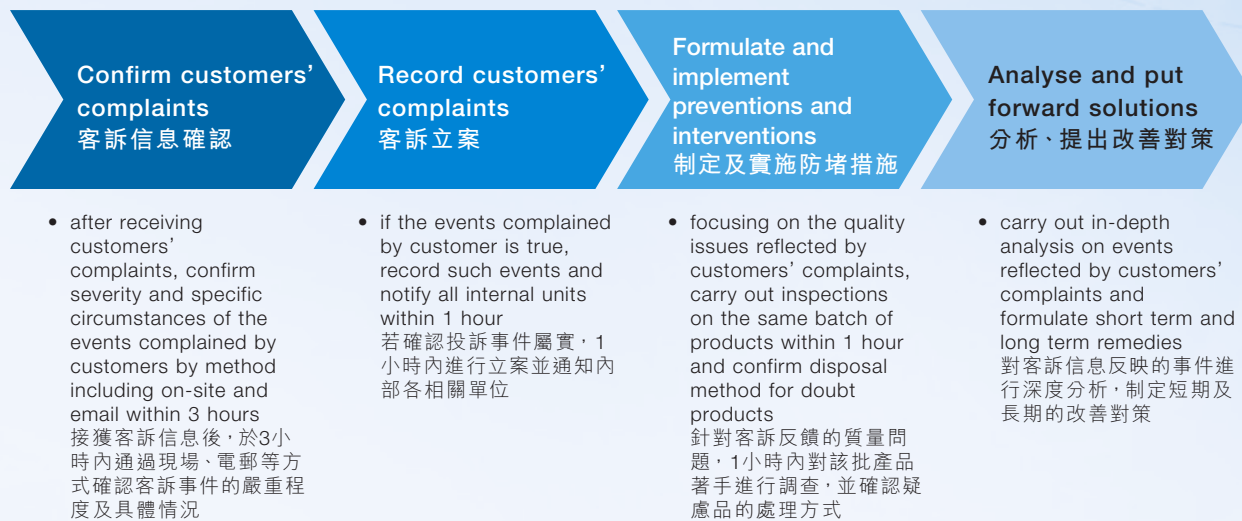 Confirm customers’
complaints
客訴信息確認
Record customers’
complaints
客訴立案
Formulate and
implement
preventions and
interventions
制定及實施防堵措施
Analyse and put
forward solutions
分析、提出改善對策
• after receiving
customers’
complaints, confirm
severity and specific
circumstances of the
events complained by
customers by method
including on-site and
email within 3 hours
接獲客訴信息後，於3小
時內通過現場、電郵等方
式確認客訴事件的嚴重程
度及具體情況
• if the events complained
by customer is true,
record such events and
notify all internal units
within 1 hour
若確認投訴事件屬實，1
小時內進行立案並通知內
部各相關單位
• focusing on the quality
issues reflected by
customers’ complaints,
carry out inspections
on the same batch of
products within 1 hour
and confirm disposal
method for doubt
products
針對客訴反饋的質量問
題，1小時內對該批產品
著手進行調查，並確認疑
慮品的處理方式
• carry out in-depth
analysis on events
reflected by customers’
complaints and
formulate short term and
long term remedies
對客訴信息反映的事件進
行深度分析，制定短期及
長期的改善對策